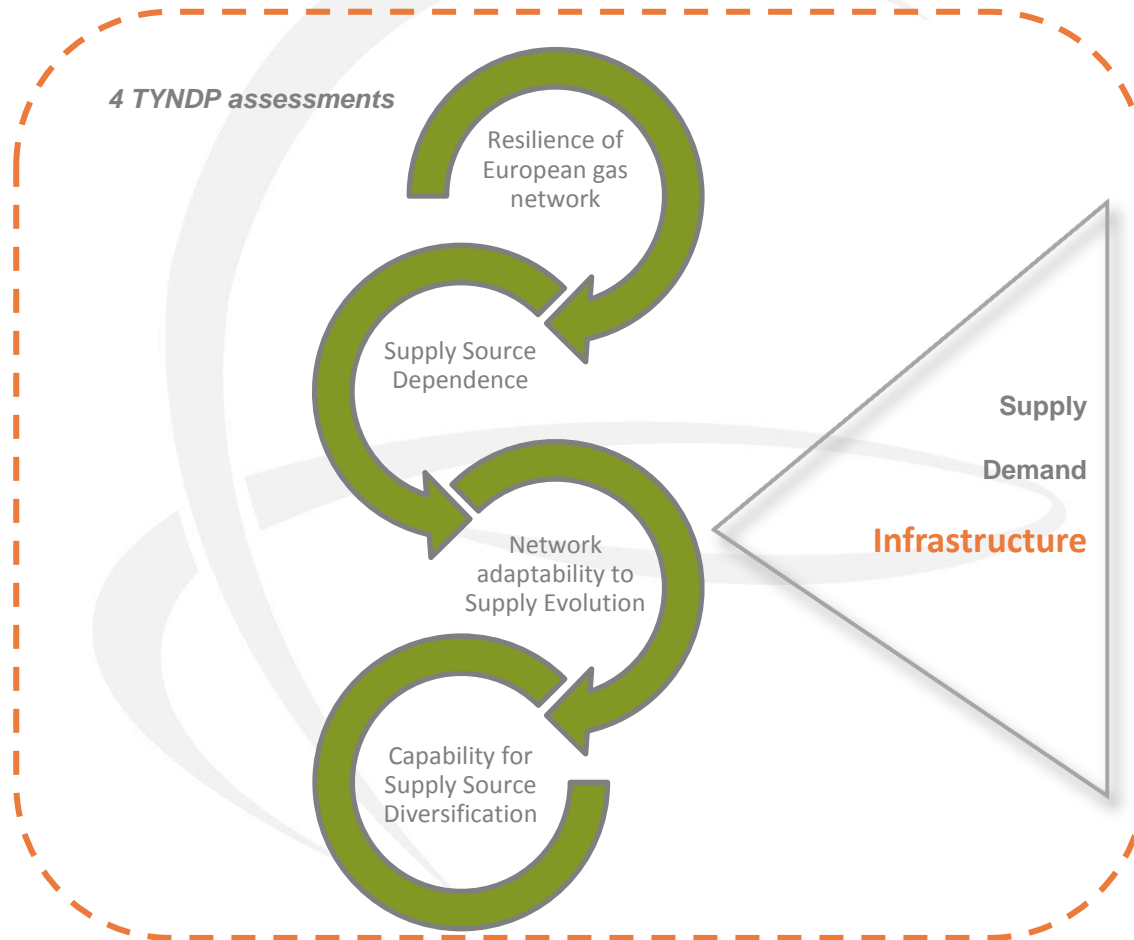 4 TYNDP assessments
Resilience of
European gas
network
Supply Source
Dependence
Network
adaptability to
Supply Evolution
Capability for
Supply Source
Diversification
Supply
Demand
Infrastructure